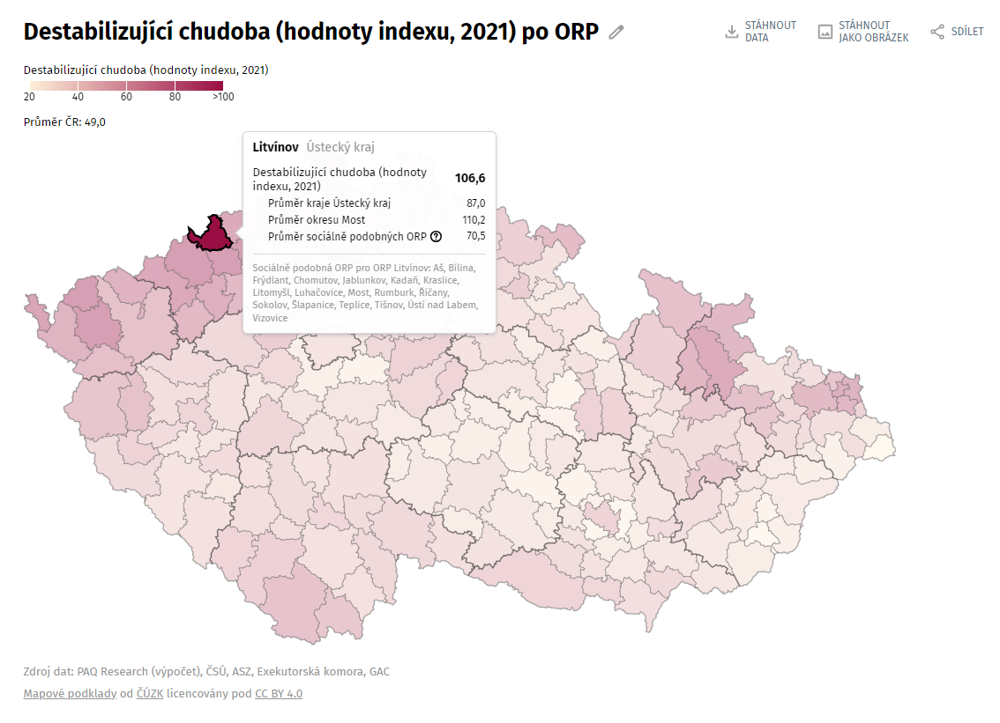 Destabilizující chudoba (hodnoty indexu, 2021) po ORP
STÁHNOUT
DATA
STÁHNOUT
JAKO OBRÁZEK
SDÍLET
Destabilizující chudoba (hodnoty indexu, 2021)
20 40 60 80 >100
Průměr ČR: 49,0
Litvínov Ústecký kraj
Destabilizující chudoba (hodnoty
indexu, 2021)
106,6
Průměr kraje Ústecký kraj 87,0
Průměr okresu Most 110,2
Průměr sociálně podobných ORP ? 70,5
Sociálně podobná ORP pro ORP Litvínov: Aš, Bílina,
Frýdlant, Chomutov, Jablunkov, Kadaň, Kraslice,
Litomyšl, Luhačovice, Most, Rumburk, Říčany,
Sokolov, Šlapanice, Teplice, Tišnov, Ústí nad Labem,
Vizovice
Zdroj dat: PAQ Research (výpočet), ČSÚ, ASZ, Exekutorská komora, GAC
Mapové podklady od ČÚZK licencovány pod CC BY 4.0